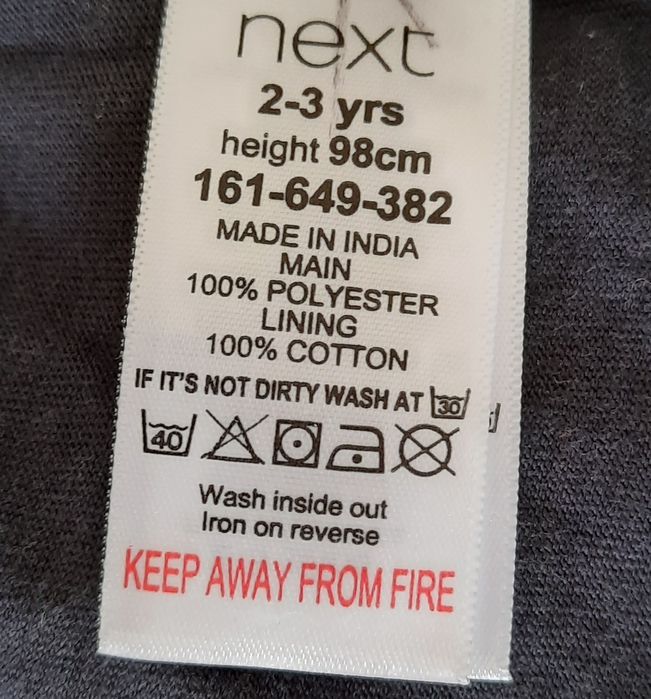 next
2-3 yrs
height 98cm
161-649-382
MADE IN INDIA
MAIN
100% POLYESTER
LINING
100% COTTON
IF IT'S NOT DIRTY WASH AT 30
40
Wash inside out
Iron on reverse
KEEP AWAY FROM FIRE